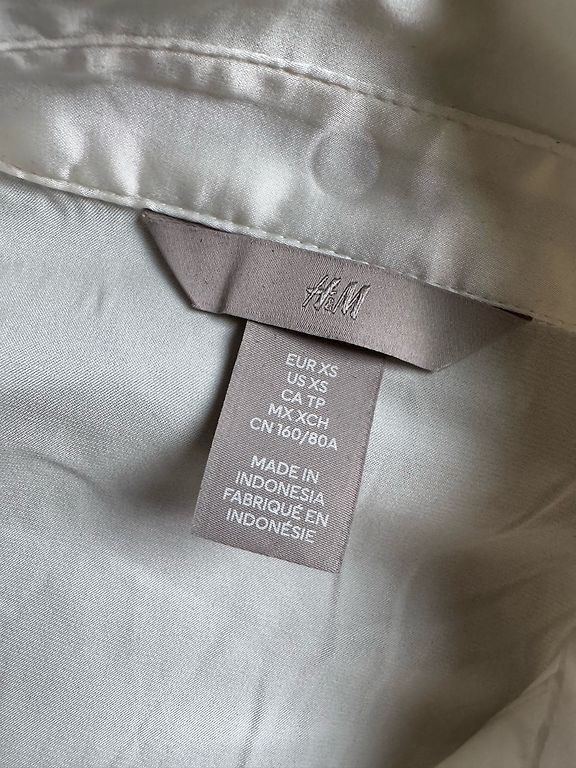 H&M
EUR XS
US XS
CA TP
MX XCH
CN 160/80A
MADE IN
INDONESIA
FABRIQUÉ EN
INDONÉSIE